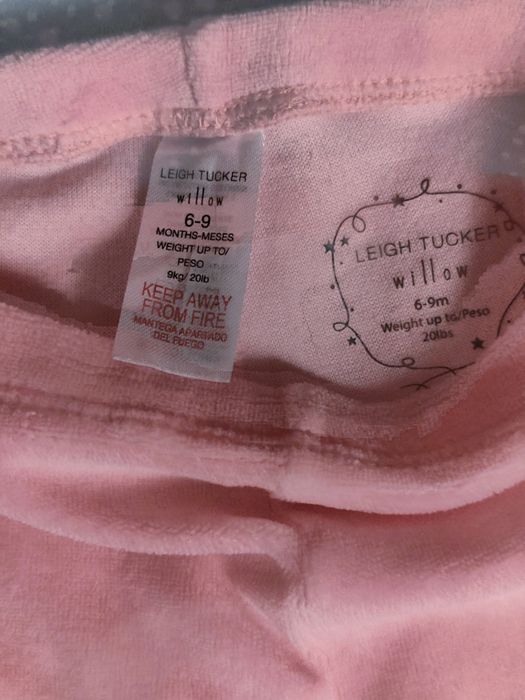 LEIGH TUCKER
willow
6-9
MONTHS-MESES
WEIGHT UP TO/
PESO
9kg/ 20lb
KEEP AWAY
FROM FIRE
MANTEGA APARTADO
DEL FUEGO
LEIGH TUCKER
willow
6-9m
Weight up to/Peso
20lbs